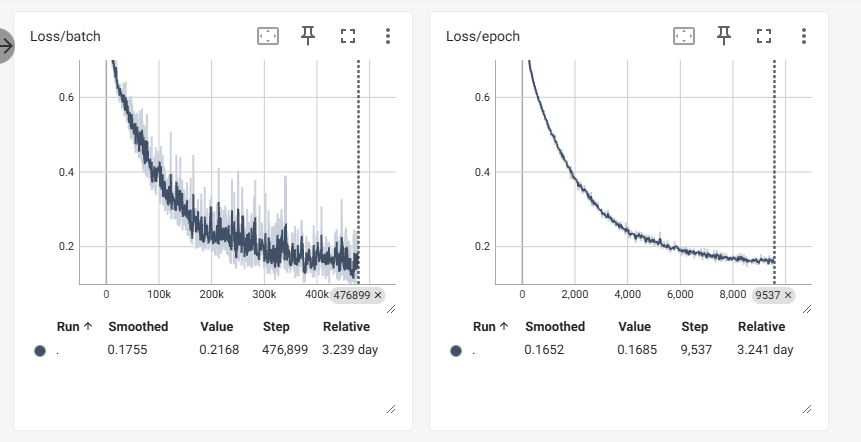 Loss/batch
0.6
0.4
0.2
0 100k 200k 300k 400k 476899 ×
Run ↑ Smoothed Value Step Relative
. 0.1755 0.2168 476,899 3.239 day
Loss/epoch
0.6
0.4
0.2
0 2,000 4,000 6,000 8,000 9537 ×
Run ↑ Smoothed Value Step Relative
. 0.1652 0.1685 9,537 3.241 day